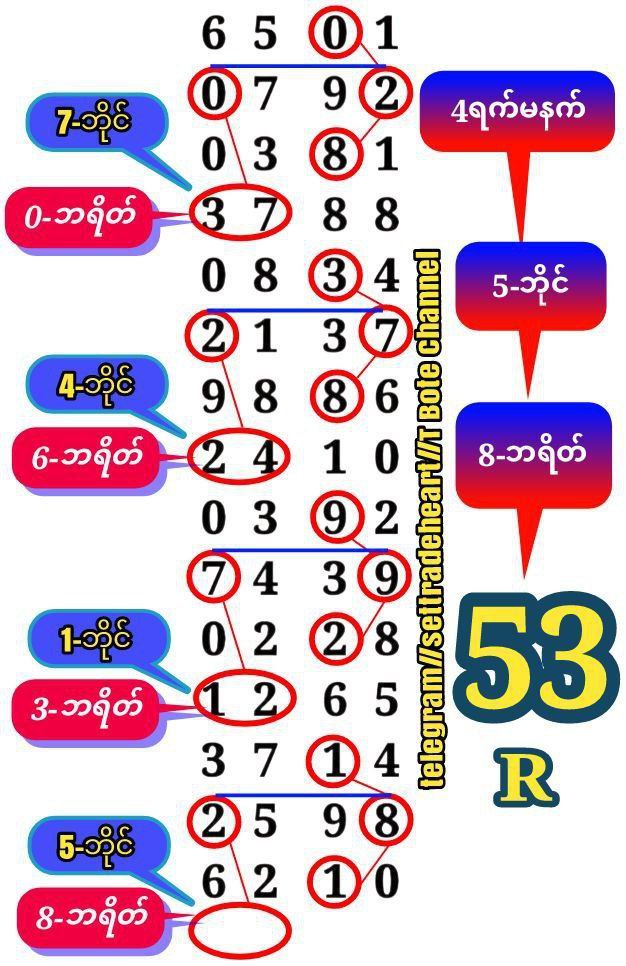 6 5 0 1
0 7 9 2
7-ဘိုင်
4ရက်မနက်
0 3 8 1
0-ဘရိတ်
3 7 8 8
0 8 3 4
5-ဘိုင်
2 1 3 7
4-ဘိုင်
9 8 8 6
6-ဘရိတ်
2 4 1 0
8-ဘရိတ်
0 3 9 2
7 4 3 9
1-ဘိုင်
0 2 2 8
3-ဘရိတ်
1 2 6 5
telegram//settradeheart//T Bote Channel
53
R
3 7 1 4
2 5 9 8
5-ဘိုင်
6 2 1 0
8-ဘရိတ်